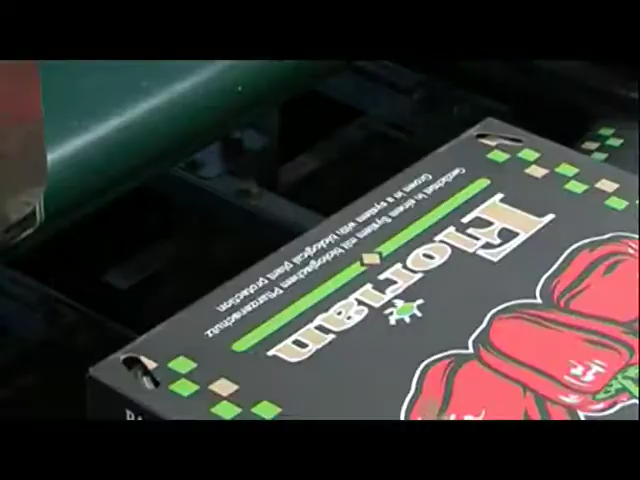 Florian
Gezüchtet in einem System mit biologischem Pflanzenschutz
Grown in a system with biological plant protection